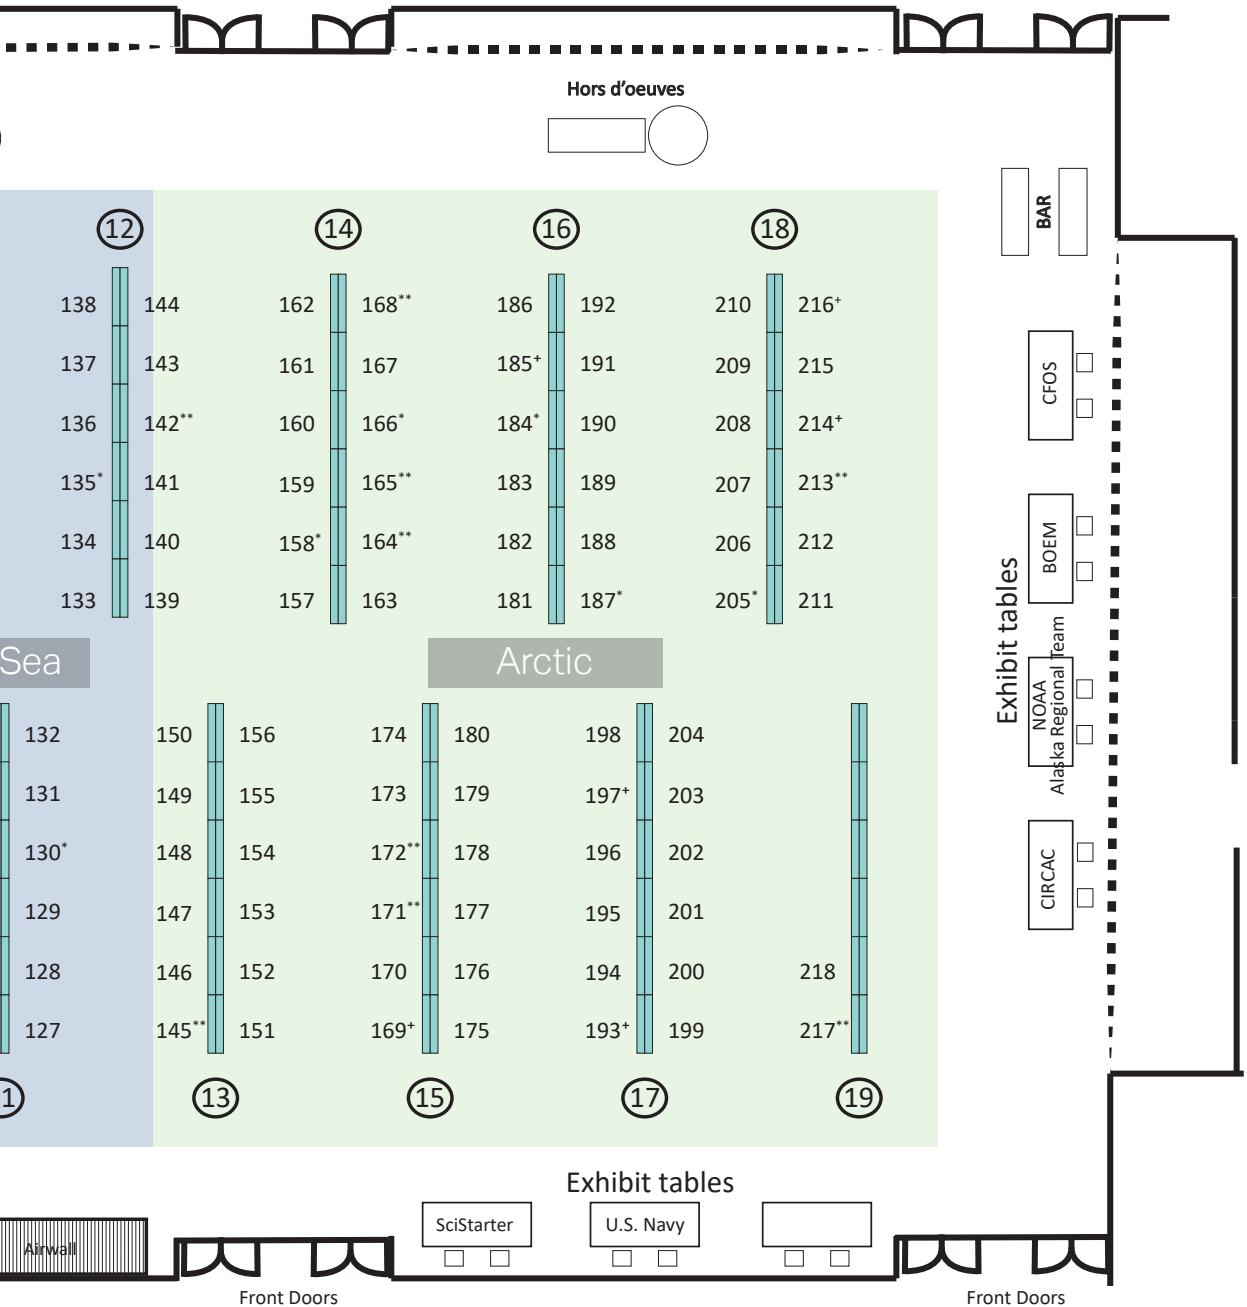 Hors d'oeuves
BAR
12 14 16 18
138 144 162 168** 186 192 210 216+
137 143 161 167 185+ 191 209 215
136 142** 160 166* 184* 190 208 214+
135* 141 159 165** 183 189 207 213**
134 140 158* 164** 182 188 206 212
133 139 157 163 181 187* 205* 211
Sea Arctic
132 150 156 174 180 198 204
131 149 155 173 179 197+ 203
130* 148 154 172** 178 196 202
129 147 153 171** 177 195 201
128 146 152 170 176 194 200 218
127 145** 151 169+ 175 193+ 199 217**
1 13 15 17 19
Exhibit tables
CFOS
BOEM
NOAA
Alaska Regional Team
CIRCAC
Exhibit tables
SciStarter U.S. Navy
Airwall
Front Doors Front Doors